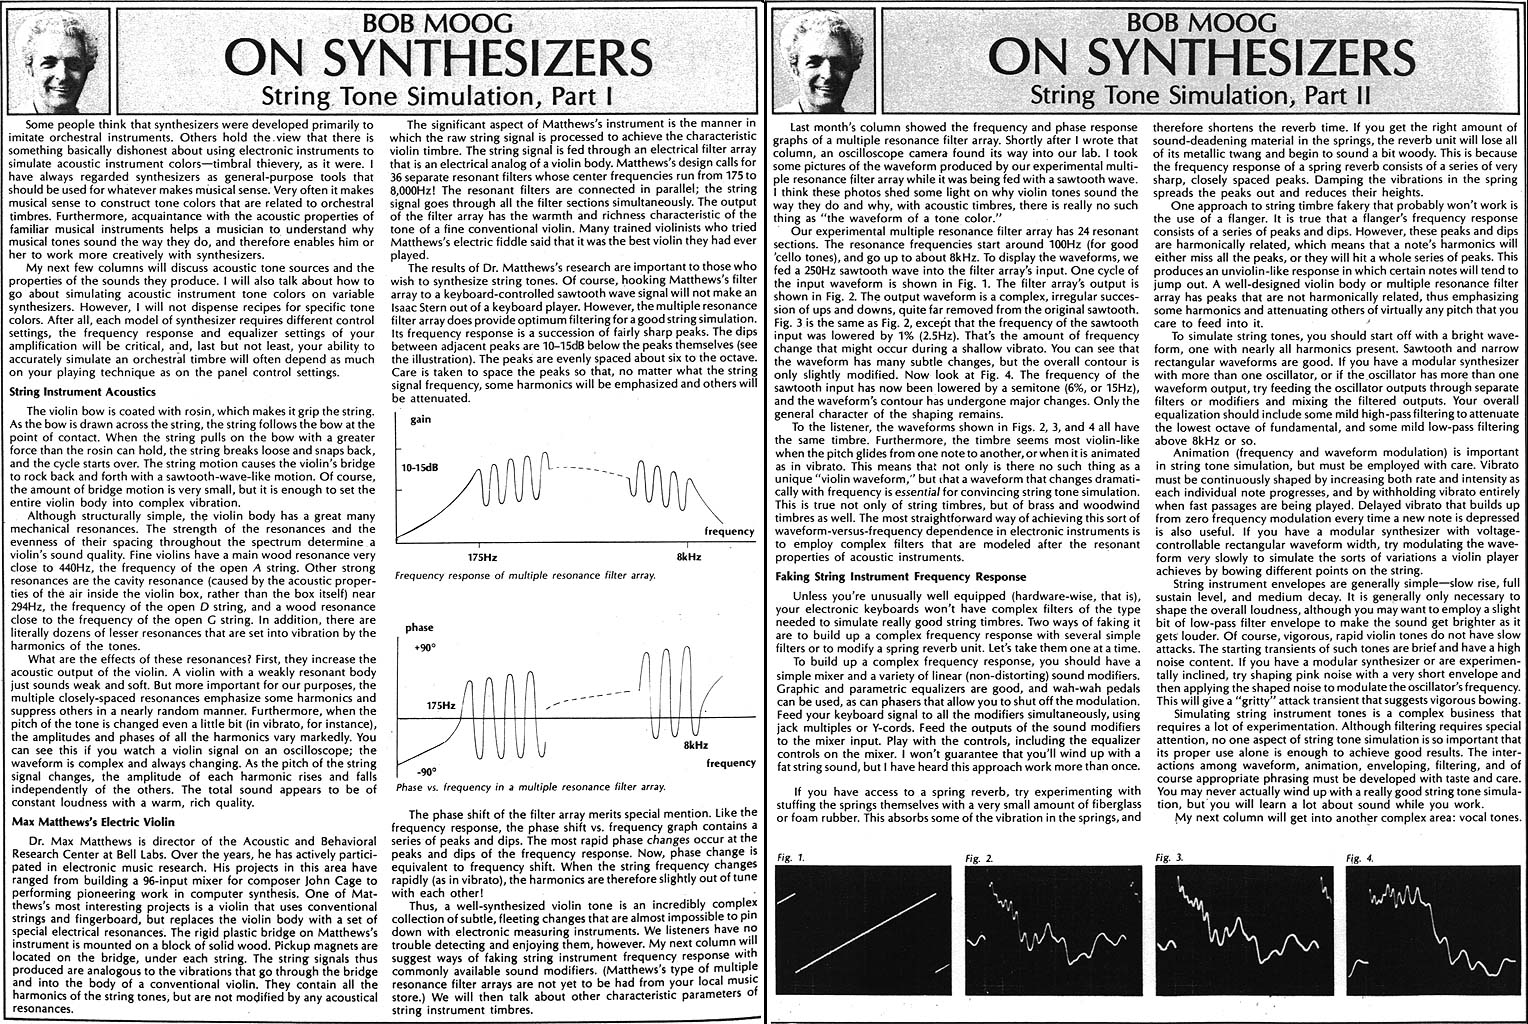 BOB MOOG
ON SYNTHESIZERS
String Tone Simulation, Part I
Some people think that synthesizers were developed primarily to
imitate orchestral instruments. Others hold the view that there is
something basically dishonest about using electronic instruments to
simulate acoustic instrument colors—timbral thievery, as it were. I
have always regarded synthesizers as general-purpose tools that
should be used for whatever makes musical sense. Very often it makes
musical sense to construct tone colors that are related to orchestral
timbres. Furthermore, acquaintance with the acoustic properties of
familiar musical instruments helps a musician to understand why
musical tones sound the way they do, and therefore enables him or
her to work more creatively with synthesizers.
My next few columns will discuss acoustic tone sources and the
properties of the sounds they produce. I will also talk about how to
go about simulating acoustic instrument tone colors on variable
synthesizers. However, I will not dispense recipes for specific tone
colors. After all, each model of synthesizer requires different control
settings, the frequency response and equalizer settings of your
amplification will be critical, and, last but not least, your ability to
accurately simulate an orchestral timbre will often depend as much
on your playing technique as on the panel control settings.
String Instrument Acoustics
The violin bow is coated with rosin, which makes it grip the string.
As the bow is drawn across the string, the string follows the bow at the
point of contact. When the string pulls on the bow with a greater
force than the rosin can hold, the string breaks loose and snaps back,
and the cycle starts over. The string motion causes the violin's bridge
to rock back and forth with a sawtooth-wave-like motion. Of course,
the amount of bridge motion is very small, but it is enough to set the
entire violin body into complex vibration.
Although structurally simple, the violin body has a great many
mechanical resonances. The strength of the resonances and the
evenness of their spacing throughout the spectrum determine a
violin's sound quality. Fine violins have a main wood resonance very
close to 440Hz, the frequency of the open A string. Other strong
resonances are the cavity resonance (caused by the acoustic proper-
ties of the air inside the violin box, rather than the box itself) near
294Hz, the frequency of the open D string, and a wood resonance
close to the frequency of the open G string. In addition, there are
literally dozens of lesser resonances that are set into vibration by the
harmonics of the tones.
What are the effects of these resonances? First, they increase the
acoustic output of the violin. A violin with a weakly resonant body
just sounds weak and soft. But more important for our purposes, the
multiple closely-spaced resonances emphasize some harmonics and
suppress others in a nearly random manner. Furthermore, when the
pitch of the tone is changed even a little bit (in vibrato, for instance),
the amplitudes and phases of all the harmonics vary markedly. You
can see this if you watch a violin signal on an oscilloscope; the
waveform is complex and always changing. As the pitch of the string
signal changes, the amplitude of each harmonic rises and falls
independently of the others. The total sound appears to be of
constant loudness with a warm, rich quality.
Max Matthews's Electric Violin
Dr. Max Matthews is director of the Acoustic and Behavioral
Research Center at Bell Labs. Over the years, he has actively partici-
pated in electronic music research. His projects in this area have
ranged from building a 96-input mixer for composer John Cage to
performing pioneering work in computer synthesis. One of Mat-
thews's most interesting projects is a violin that uses conventional
strings and fingerboard, but replaces the violin body with a set of
special electrical resonances. The rigid plastic bridge on Matthews's
instrument is mounted on a block of solid wood. Pickup magnets are
located on the bridge, under each string. The string signals thus
produced are analogous to the vibrations that go through the bridge
and into the body of a conventional violin. They contain all the
harmonics of the string tones, but are not modified by any acoustical
resonances.
The significant aspect of Matthews's instrument is the manner in
which the raw string signal is processed to achieve the characteristic
violin timbre. The string signal is fed through an electrical filter array
that is an electrical analog of a violin body. Matthews's design calls for
36 separate resonant filters whose center frequencies run from 175 to
8,000Hz! The resonant filters are connected in parallel; the string
signal goes through all the filter sections simultaneously. The output
of the filter array has the warmth and richness characteristic of the
tone of a fine conventional violin. Many trained violinists who tried
Matthews's electric fiddle said that it was the best violin they had ever
played.
The results of Dr. Matthews's research are important to those who
wish to synthesize string tones. Of course, hooking Matthews's filter
array to a keyboard-controlled sawtooth wave signal will not make an
Isaac Stern out of a keyboard player. However, the multiple resonance
filter array does provide optimum filtering for a good string simulation.
Its frequency response is a succession of fairly sharp peaks. The dips
between adjacent peaks are 10-15dB below the peaks themselves (see
the illustration). The peaks are evenly spaced about six to the octave.
Care is taken to space the peaks so that, no matter what the string
signal frequency, some harmonics will be emphasized and others will
be attenuated.
gain
10-15dB
frequency
175Hz
8kHz
Frequency response of multiple resonance filter array.
phase
+90°
175Hz
8kHz
-90°
frequency
Phase vs. frequency in a multiple resonance filter array.
The phase shift of the filter array merits special mention. Like the
frequency response, the phase shift vs. frequency graph contains a
series of peaks and dips. The most rapid phase changes occur at the
peaks and dips of the frequency response. Now, phase change is
equivalent to frequency shift. When the string frequency changes
rapidly (as in vibrato), the harmonics are therefore slightly out of tune
with each other!
Thus, a well-synthesized violin tone is an incredibly complex
collection of subtle, fleeting changes that are almost impossible to pin
down with electronic measuring instruments. We listeners have no
trouble detecting and enjoying them, however. My next column will
suggest ways of faking string instrument frequency response with
commonly available sound modifiers. (Matthews's type of multiple
resonance filter arrays are not yet to be had from your local music
store.) We will then talk about other characteristic parameters of
string instrument timbres.
BOB MOOG
ON SYNTHESIZERS
String Tone Simulation, Part II
Last month's column showed the frequency and phase response
graphs of a multiple resonance filter array. Shortly after I wrote that
column, an oscilloscope camera found its way into our lab. I took
some pictures of the waveform produced by our experimental multi-
ple resonance filter array while it was being fed with a sawtooth wave.
I think these photos shed some light on why violin tones sound the
way they do and why, with acoustic timbres, there is really no such
thing as "the waveform of a tone color."
Our experimental multiple resonance filter array has 24 resonant
sections. The resonance frequencies start around 100Hz (for good
'cello tones), and go up to about 8kHz. To display the waveforms, we
fed a 250Hz sawtooth wave into the filter array's input. One cycle of
the input waveform is shown in Fig. 1. The filter array's output is
shown in Fig. 2. The output waveform is a complex, irregular succes-
sion of ups and downs, quite far removed from the original sawtooth.
Fig. 3 is the same as Fig. 2, except that the frequency of the sawtooth
input was lowered by 1% (2.5Hz). That's the amount of frequency
change that might occur during a shallow vibrato. You can see that
the waveform has many subtle changes, but the overall contour is
only slightly modified. Now look at Fig. 4. The frequency of the
sawtooth input has now been lowered by a semitone (6%, or 15Hz),
and the waveform's contour has undergone major changes. Only the
general character of the shaping remains.
To the listener, the waveforms shown in Figs. 2, 3, and 4 all have
the same timbre. Furthermore, the timbre seems most violin-like
when the pitch glides from one note to another, or when it is animated
as in vibrato. This means that not only is there no such thing as a
unique "violin waveform," but that a waveform that changes dramati-
cally with frequency is essential for convincing string tone simulation.
This is true not only of string timbres, but of brass and woodwind
timbres as well. The most straightforward way of achieving this sort of
waveform-versus-frequency dependence in electronic instruments is
to employ complex filters that are modeled after the resonant
properties of acoustic instruments.
Faking String Instrument Frequency Response
Unless you're unusually well equipped (hardware-wise, that is),
your electronic keyboards won't have complex filters of the type
needed to simulate really good string timbres. Two ways of faking it
are to build up a complex frequency response with several simple
filters or to modify a spring reverb unit. Let's take them one at a time.
To build up a complex frequency response, you should have a
simple mixer and a variety of linear (non-distorting) sound modifiers.
Graphic and parametric equalizers are good, and wah-wah pedals
can be used, as can phasers that allow you to shut off the modulation.
Feed your keyboard signal to all the modifiers simultaneously, using
jack multiples or Y-cords. Feed the outputs of the sound modifiers
to the mixer input. Play with the controls, including the equalizer
controls on the mixer. I won't guarantee that you'll wind up with a
fat string sound, but I have heard this approach work more than once.
If you have access to a spring reverb, try experimenting with
stuffing the springs themselves with a very small amount of fiberglass
or foam rubber. This absorbs some of the vibration in the springs, and
therefore shortens the reverb time. If you get the right amount of
sound-deadening material in the springs, the reverb unit will lose all
of its metallic twang and begin to sound a bit woody. This is because
the frequency response of a spring reverb consists of a series of very
sharp, closely spaced peaks. Damping the vibrations in the spring
spreads the peaks out and reduces their heights.
One approach to string timbre fakery that probably won't work is
the use of a flanger. It is true that a flanger's frequency response
consists of a series of peaks and dips. However, these peaks and dips
are harmonically related, which means that a note's harmonics will
either miss all the peaks, or they will hit a whole series of peaks. This
produces an unviolin-like response in which certain notes will tend to
jump out. A well-designed violin body or multiple resonance filter
array has peaks that are not harmonically related, thus emphasizing
some harmonics and attenuating others of virtually any pitch that you
care to feed into it.
To simulate string tones, you should start off with a bright wave-
form, one with nearly all harmonics present. Sawtooth and narrow
rectangular waveforms are good. If you have a modular synthesizer
with more than one oscillator, or if the oscillator has more than one
waveform output, try feeding the oscillator outputs through separate
filters or modifiers and mixing the filtered outputs. Your overall
equalization should include some mild high-pass filtering to attenuate
the lowest octave of fundamental, and some mild low-pass filtering
above 8kHz or so.
Animation (frequency and waveform modulation) is important
in string tone simulation, but must be employed with care. Vibrato
must be continuously shaped by increasing both rate and intensity as
each individual note progresses, and by withholding vibrato entirely
when fast passages are being played. Delayed vibrato that builds up
from zero frequency modulation every time a new note is depressed
is also useful. If you have a modular synthesizer with voltage-
controllable rectangular waveform width, try modulating the wave-
form very slowly to simulate the sorts of variations a violin player
achieves by bowing different points on the string.
String instrument envelopes are generally simple—slow rise, full
sustain level, and medium decay. It is generally only necessary to
shape the overall loudness, although you may want to employ a slight
bit of low-pass filter envelope to make the sound get brighter as it
gets louder. Of course, vigorous, rapid violin tones do not have slow
attacks. The starting transients of such tones are brief and have a high
noise content. If you have a modular synthesizer or are experimen-
tally inclined, try shaping pink noise with a very short envelope and
then applying the shaped noise to modulate the oscillator's frequency.
This will give a "gritty" attack transient that suggests vigorous bowing.
Simulating string instrument tones is a complex business that
requires a lot of experimentation. Although filtering requires special
attention, no one aspect of string tone simulation is so important that
its proper use alone is enough to achieve good results. The inter-
actions among waveform, animation, enveloping, filtering, and of
course appropriate phrasing must be developed with taste and care.
You may never actually wind up with a really good string tone simula-
tion, but you will learn a lot about sound while you work.
My next column will get into another complex area: vocal tones.
Fig. 1.
Fig. 2.
Fig. 3.
Fig. 4.